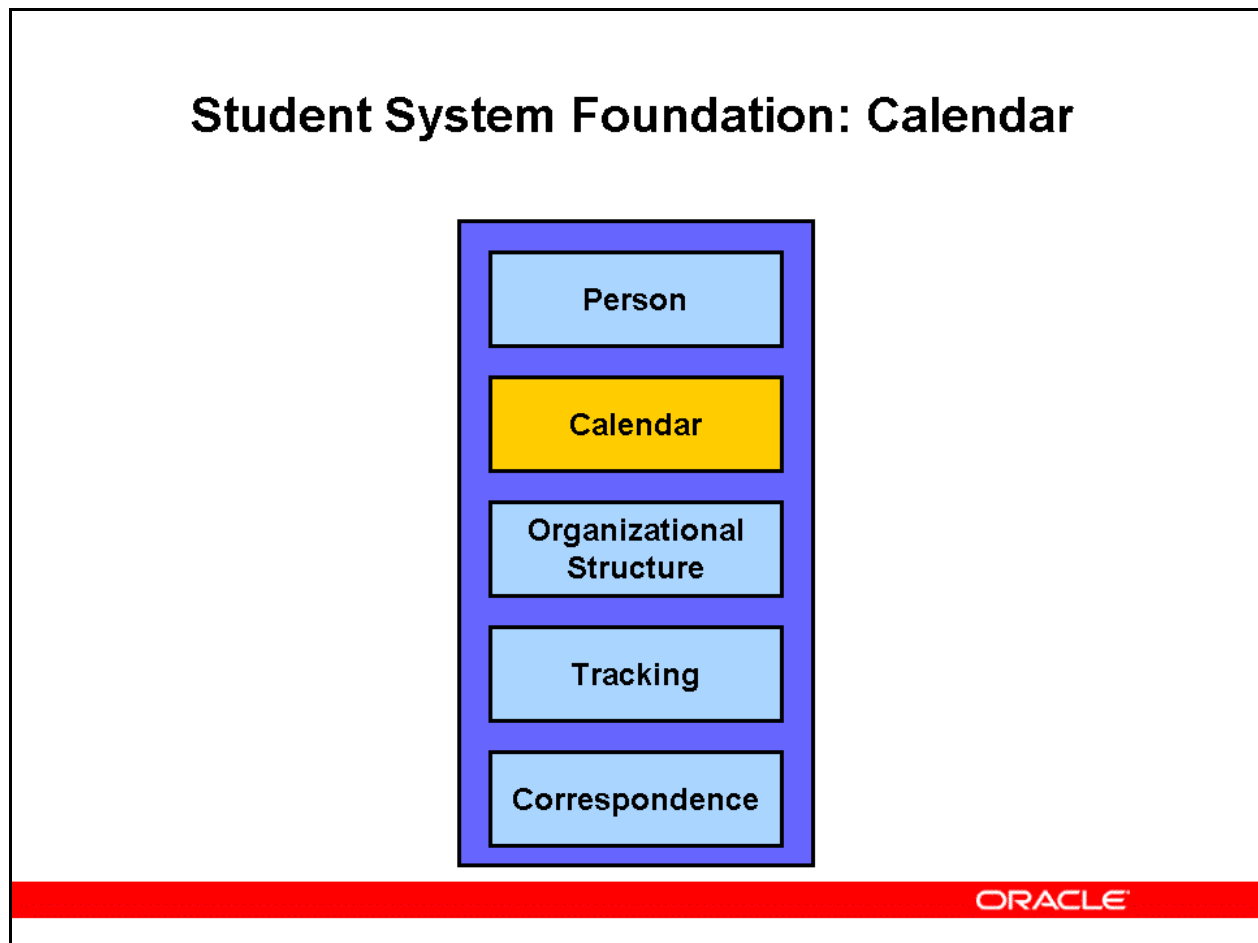 Student System Foundation: Calendar
Person
Calendar
Organizational
Structure
Tracking
Correspondence
ORACLE